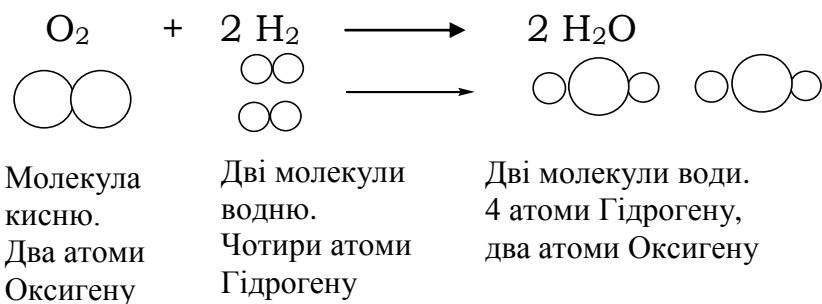 O₂ + 2 H₂ 2 H₂O
Молекула
кисню.
Два атоми
Оксигену
Дві молекули
водню.
Чотири атоми
Гідрогену
Дві молекули води.
4 атоми Гідрогену,
два атоми Оксигену